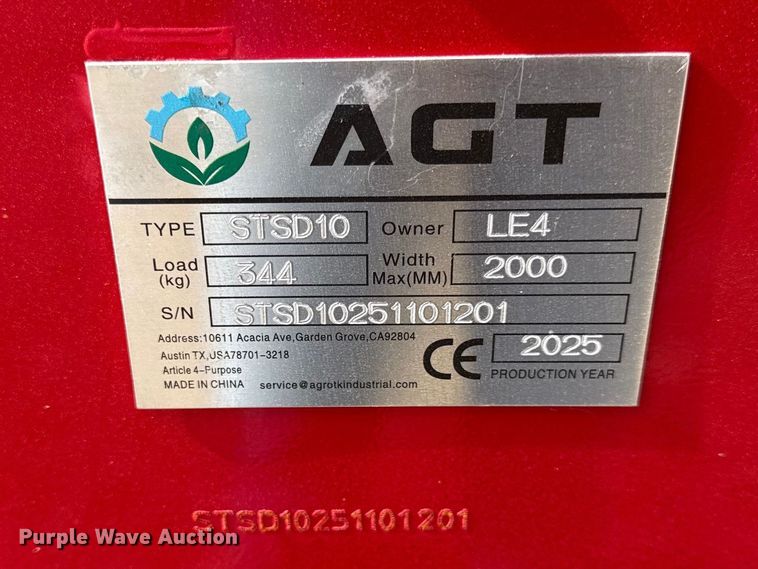 AGT
TYPE STSD10 Owner LE4
Load (kg) 344 Width Max(MM) 2000
S/N STSD10251101201
Address:10611 Acacia Ave,Garden Grove,CA92804
Austin TX,USA78701-3218
Article 4-Purpose
MADE IN CHINA service@agrotkindustrial.com
CE 2025
PRODUCTION YEAR
STSD10251101201
Purple Wave Auction